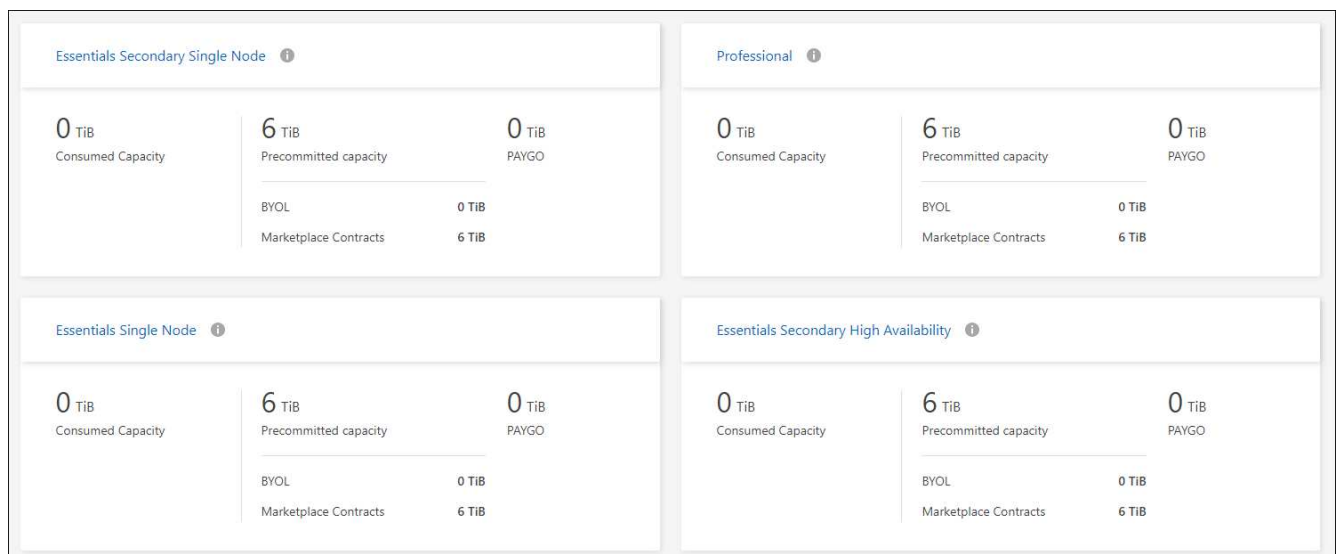 Essentials Secondary Single Node
0 TiB
Consumed Capacity
6 TiB
Precommitted capacity
0 TiB
PAYGO
BYOL 0 TiB
Marketplace Contracts 6 TiB
Professional
0 TiB
Consumed Capacity
6 TiB
Precommitted capacity
0 TiB
PAYGO
BYOL 0 TiB
Marketplace Contracts 6 TiB
Essentials Single Node
0 TiB
Consumed Capacity
6 TiB
Precommitted capacity
0 TiB
PAYGO
BYOL 0 TiB
Marketplace Contracts 6 TiB
Essentials Secondary High Availability
0 TiB
Consumed Capacity
6 TiB
Precommitted capacity
0 TiB
PAYGO
BYOL 0 TiB
Marketplace Contracts 6 TiB